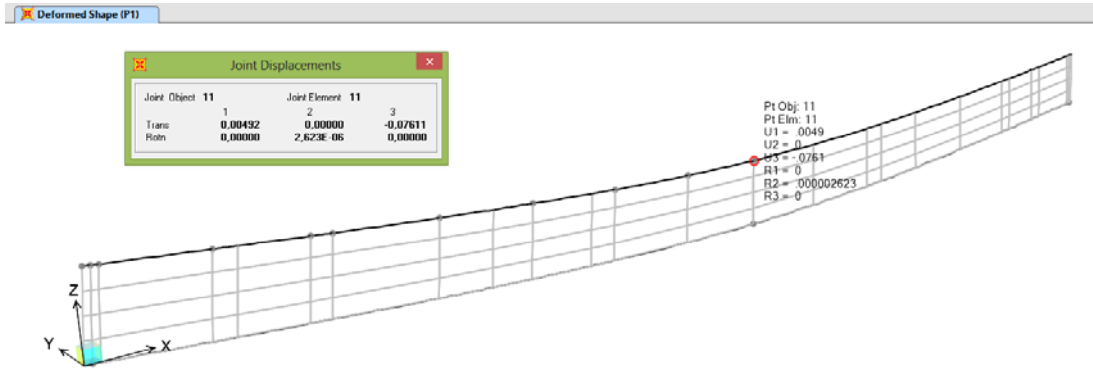 Deformed Shape (P1)
Joint Displacements
Joint Object 11 Joint Element 11
1 2 3
Trans 0,00492 0,00000 -0,07611
Rotn 0,00000 2,623E-06 0,00000
Pt Obj: 11
Pt Elm: 11
U1 = .0049
U2 = 0
U3 = -.0761
R1 = 0
R2 = .000002623
R3 = 0
Z
Y
X